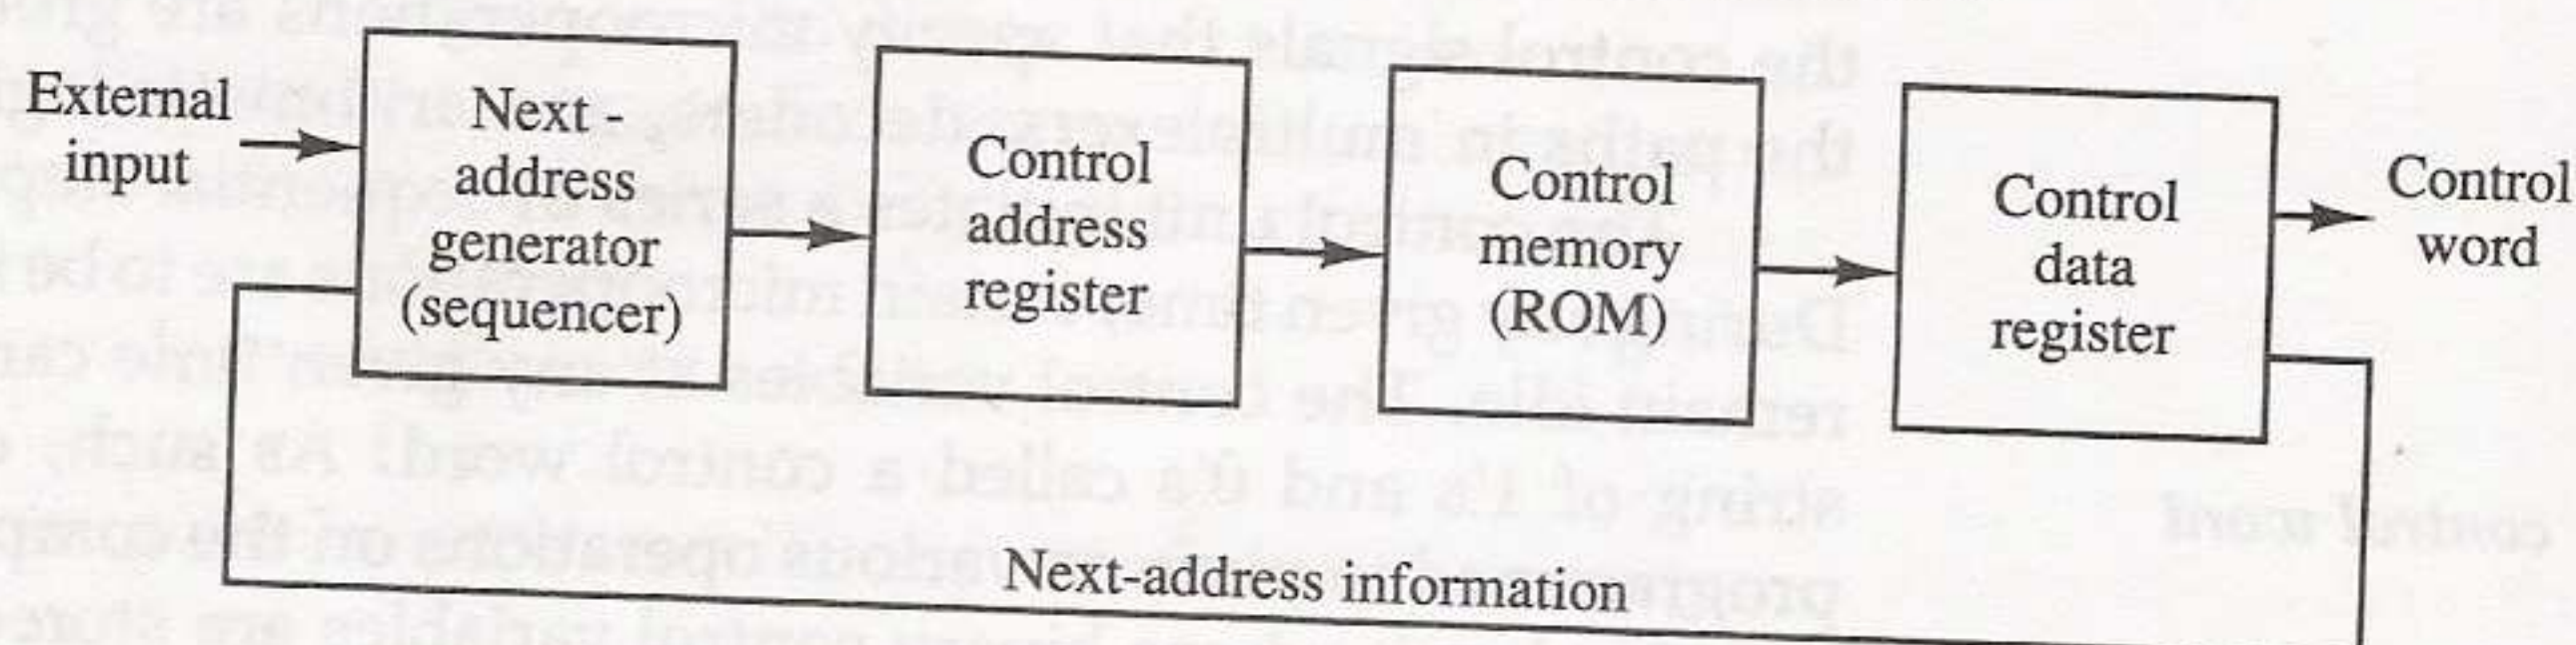 External
input
Next -
address
generator
(sequencer)
Control
address
register
Control
memory
(ROM)
Control
data
register
Control
word
Next-address information